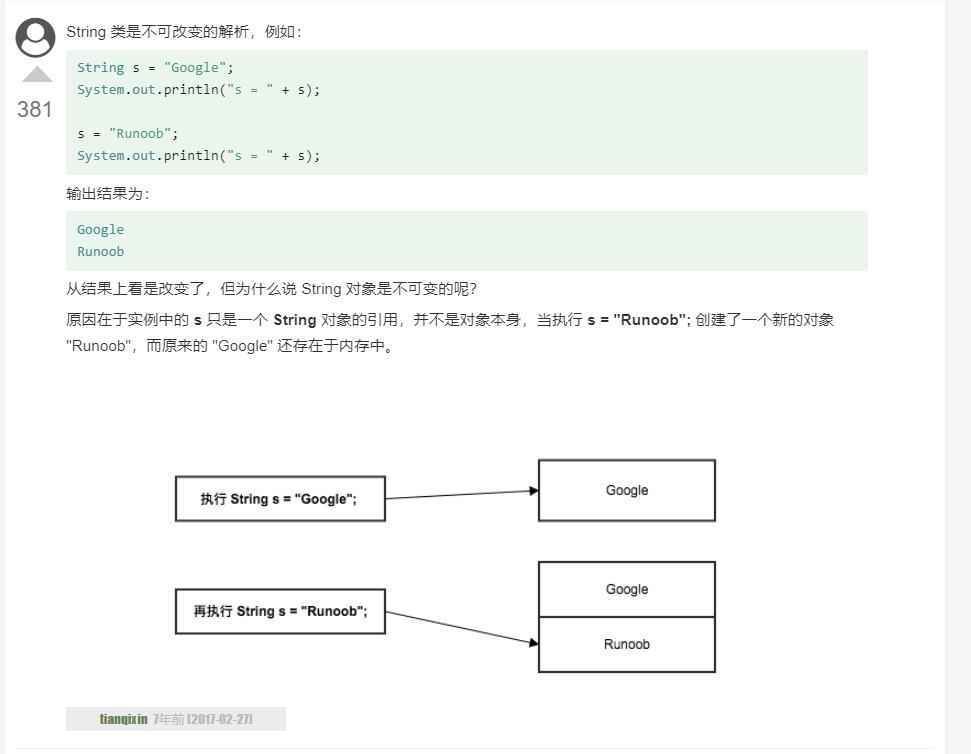 String 类是不可改变的解析，例如：
381
String s = "Google";
System.out.println("s = " + s);
s = "Runoob";
System.out.println("s = " + s);
输出结果为：
Google
Runoob
从结果上看是改变了，但为什么说 String 对象是不可变的呢？
原因在于实例中的 s 只是一个 String 对象的引用，并不是对象本身，当执行 s = "Runoob"; 创建了一个新的对象
"Runoob"，而原来的 "Google" 还存在于内存中。
执行 String s = "Google";
Google
Google
再执行 String s = "Runoob";
Runoob
tianqixin 7年前 (2017-02-27)